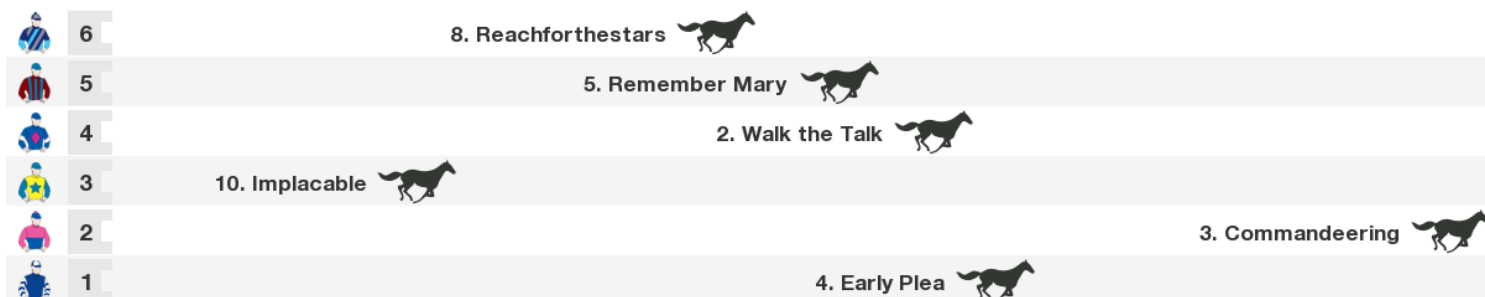 6 8. Reachforthestars
5 5. Remember Mary
4 2. Walk the Talk
3 10. Implacable
2 3. Commandeering
1 4. Early Plea